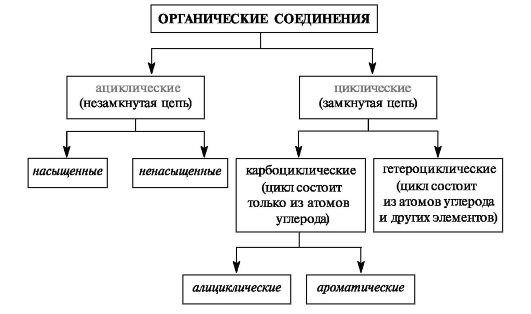 ОРГАНИЧЕСКИЕ СОЕДИНЕНИЯ
ациклические
(незамкнутая цепь)
циклические
(замкнутая цепь)
насыщенные
ненасыщенные
карбоциклические
(цикл состоит
только из атомов
углерода)
гетероциклические
(цикл состоит
из атомов углерода
и других элементов)
алициклические
ароматические